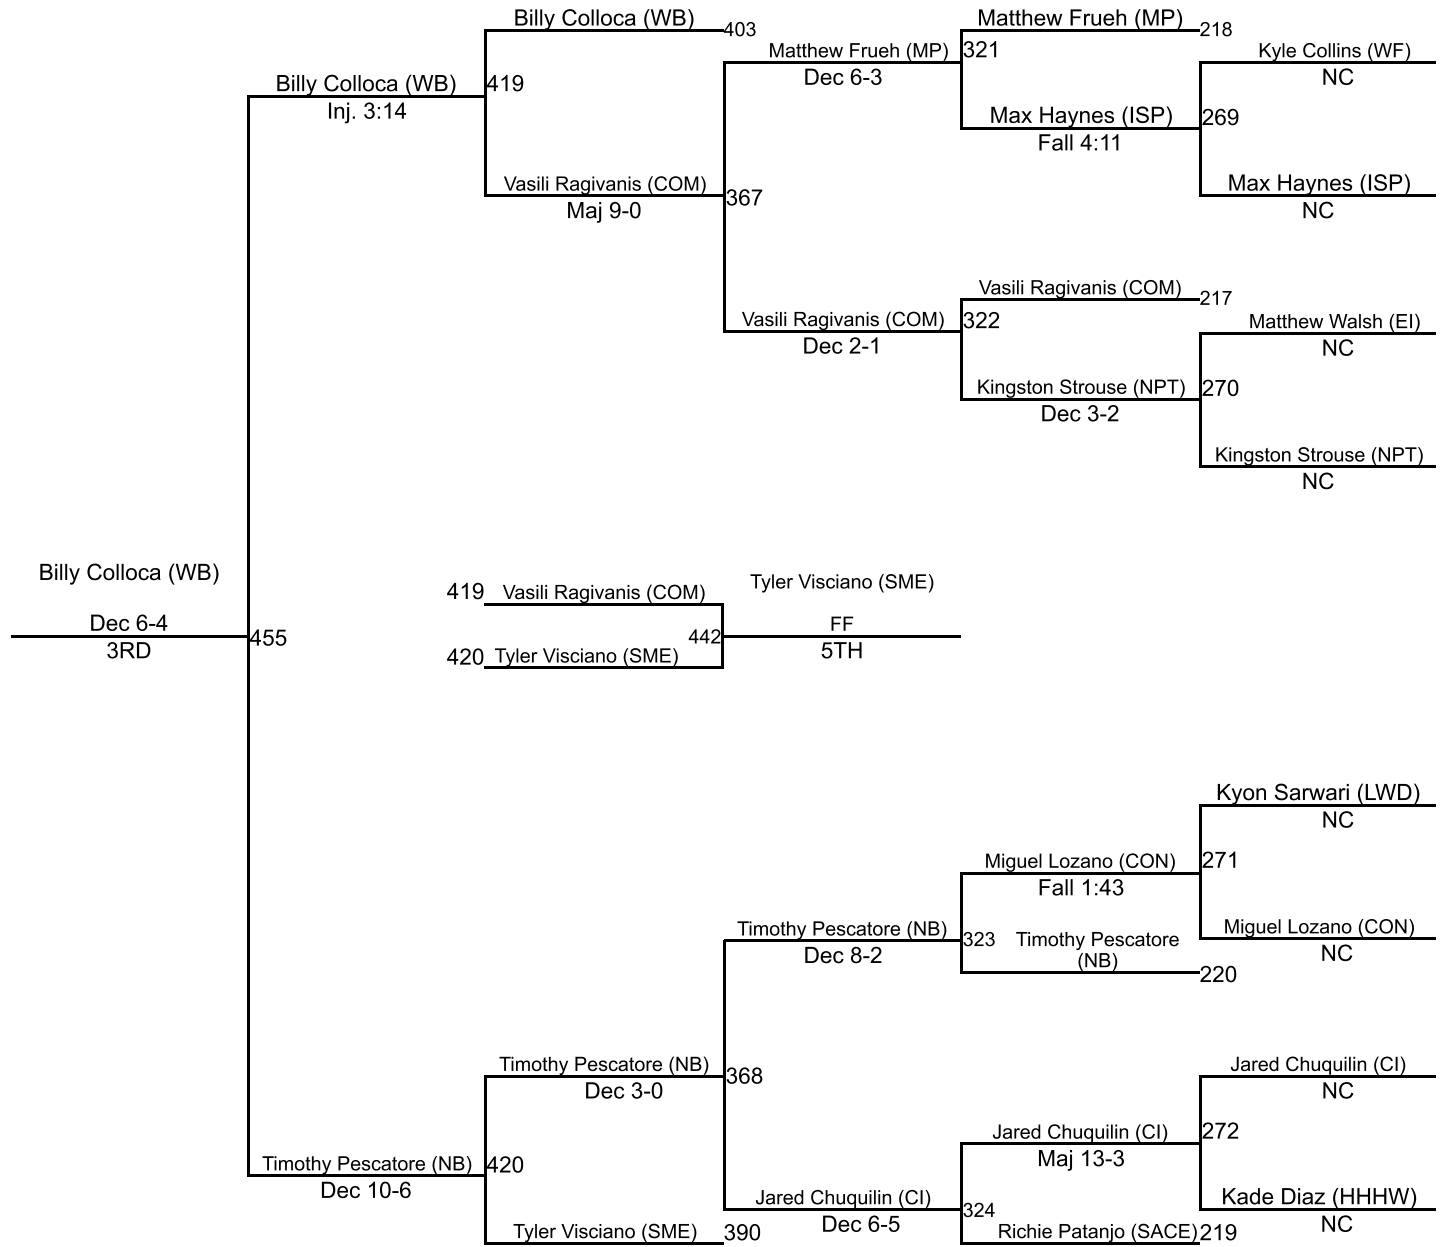 Billy Colloca (WB)
403
Matthew Frueh (MP)
218
Matthew Frueh (MP)
321
Kyle Collins (WF)
Dec 6-3
NC
Billy Colloca (WB)
419
Inj. 3:14
Max Haynes (ISP)
269
Fall 4:11
Vasili Ragivanis (COM)
367
Max Haynes (ISP)
Maj 9-0
NC
Vasili Ragivanis (COM)
217
Vasili Ragivanis (COM)
322
Matthew Walsh (EI)
Dec 2-1
NC
Kingston Strouse (NPT)
270
Dec 3-2
Kingston Strouse (NPT)
NC
Billy Colloca (WB)
Dec 6-4
455
3RD
419
Vasili Ragivanis (COM)
Tyler Visciano (SME)
442
FF
5TH
420
Tyler Visciano (SME)
Kyon Sarwari (LWD)
NC
Miguel Lozano (CON)
271
Fall 1:43
Timothy Pescatore (NB)
323
Timothy Pescatore
(NB)
220
Miguel Lozano (CON)
Dec 8-2
NC
Timothy Pescatore (NB)
368
Jared Chuquilin (CI)
Dec 3-0
NC
Jared Chuquilin (CI)
272
Maj 13-3
Timothy Pescatore (NB)
420
Dec 10-6
Jared Chuquilin (CI)
324
Kade Diaz (HHHW)
Dec 6-5
NC
Tyler Visciano (SME)
390
Richie Patanjo (SACE)
219